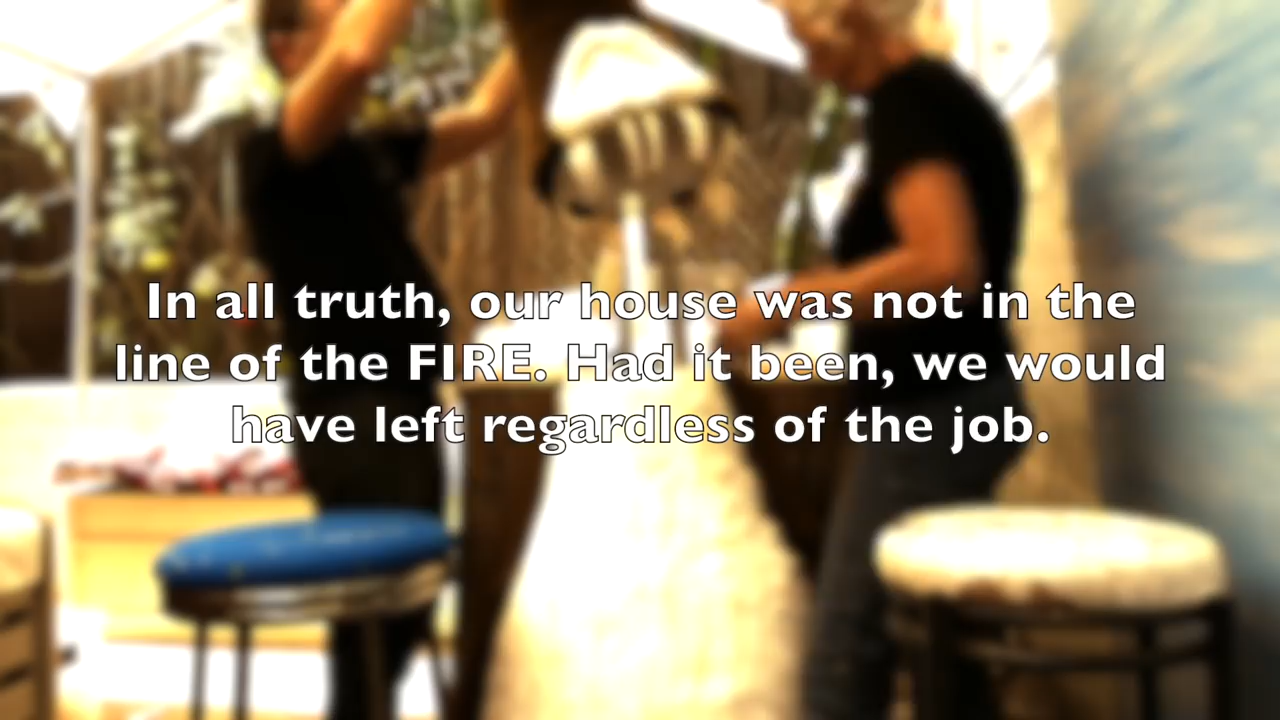 In all truth, our house was not in the
line of the FIRE. Had it been, we would
have left regardless of the job.